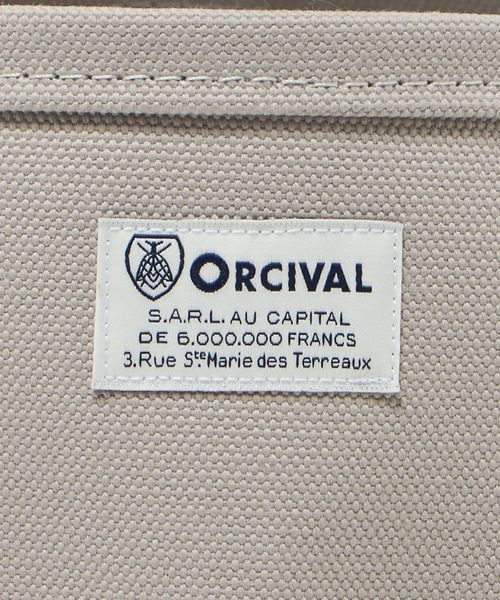 ORCIVAL
S.A.R.L. AU CAPITAL
DE 6.000.000 FRANCS
3.Rue Ste Marie des Terreaux